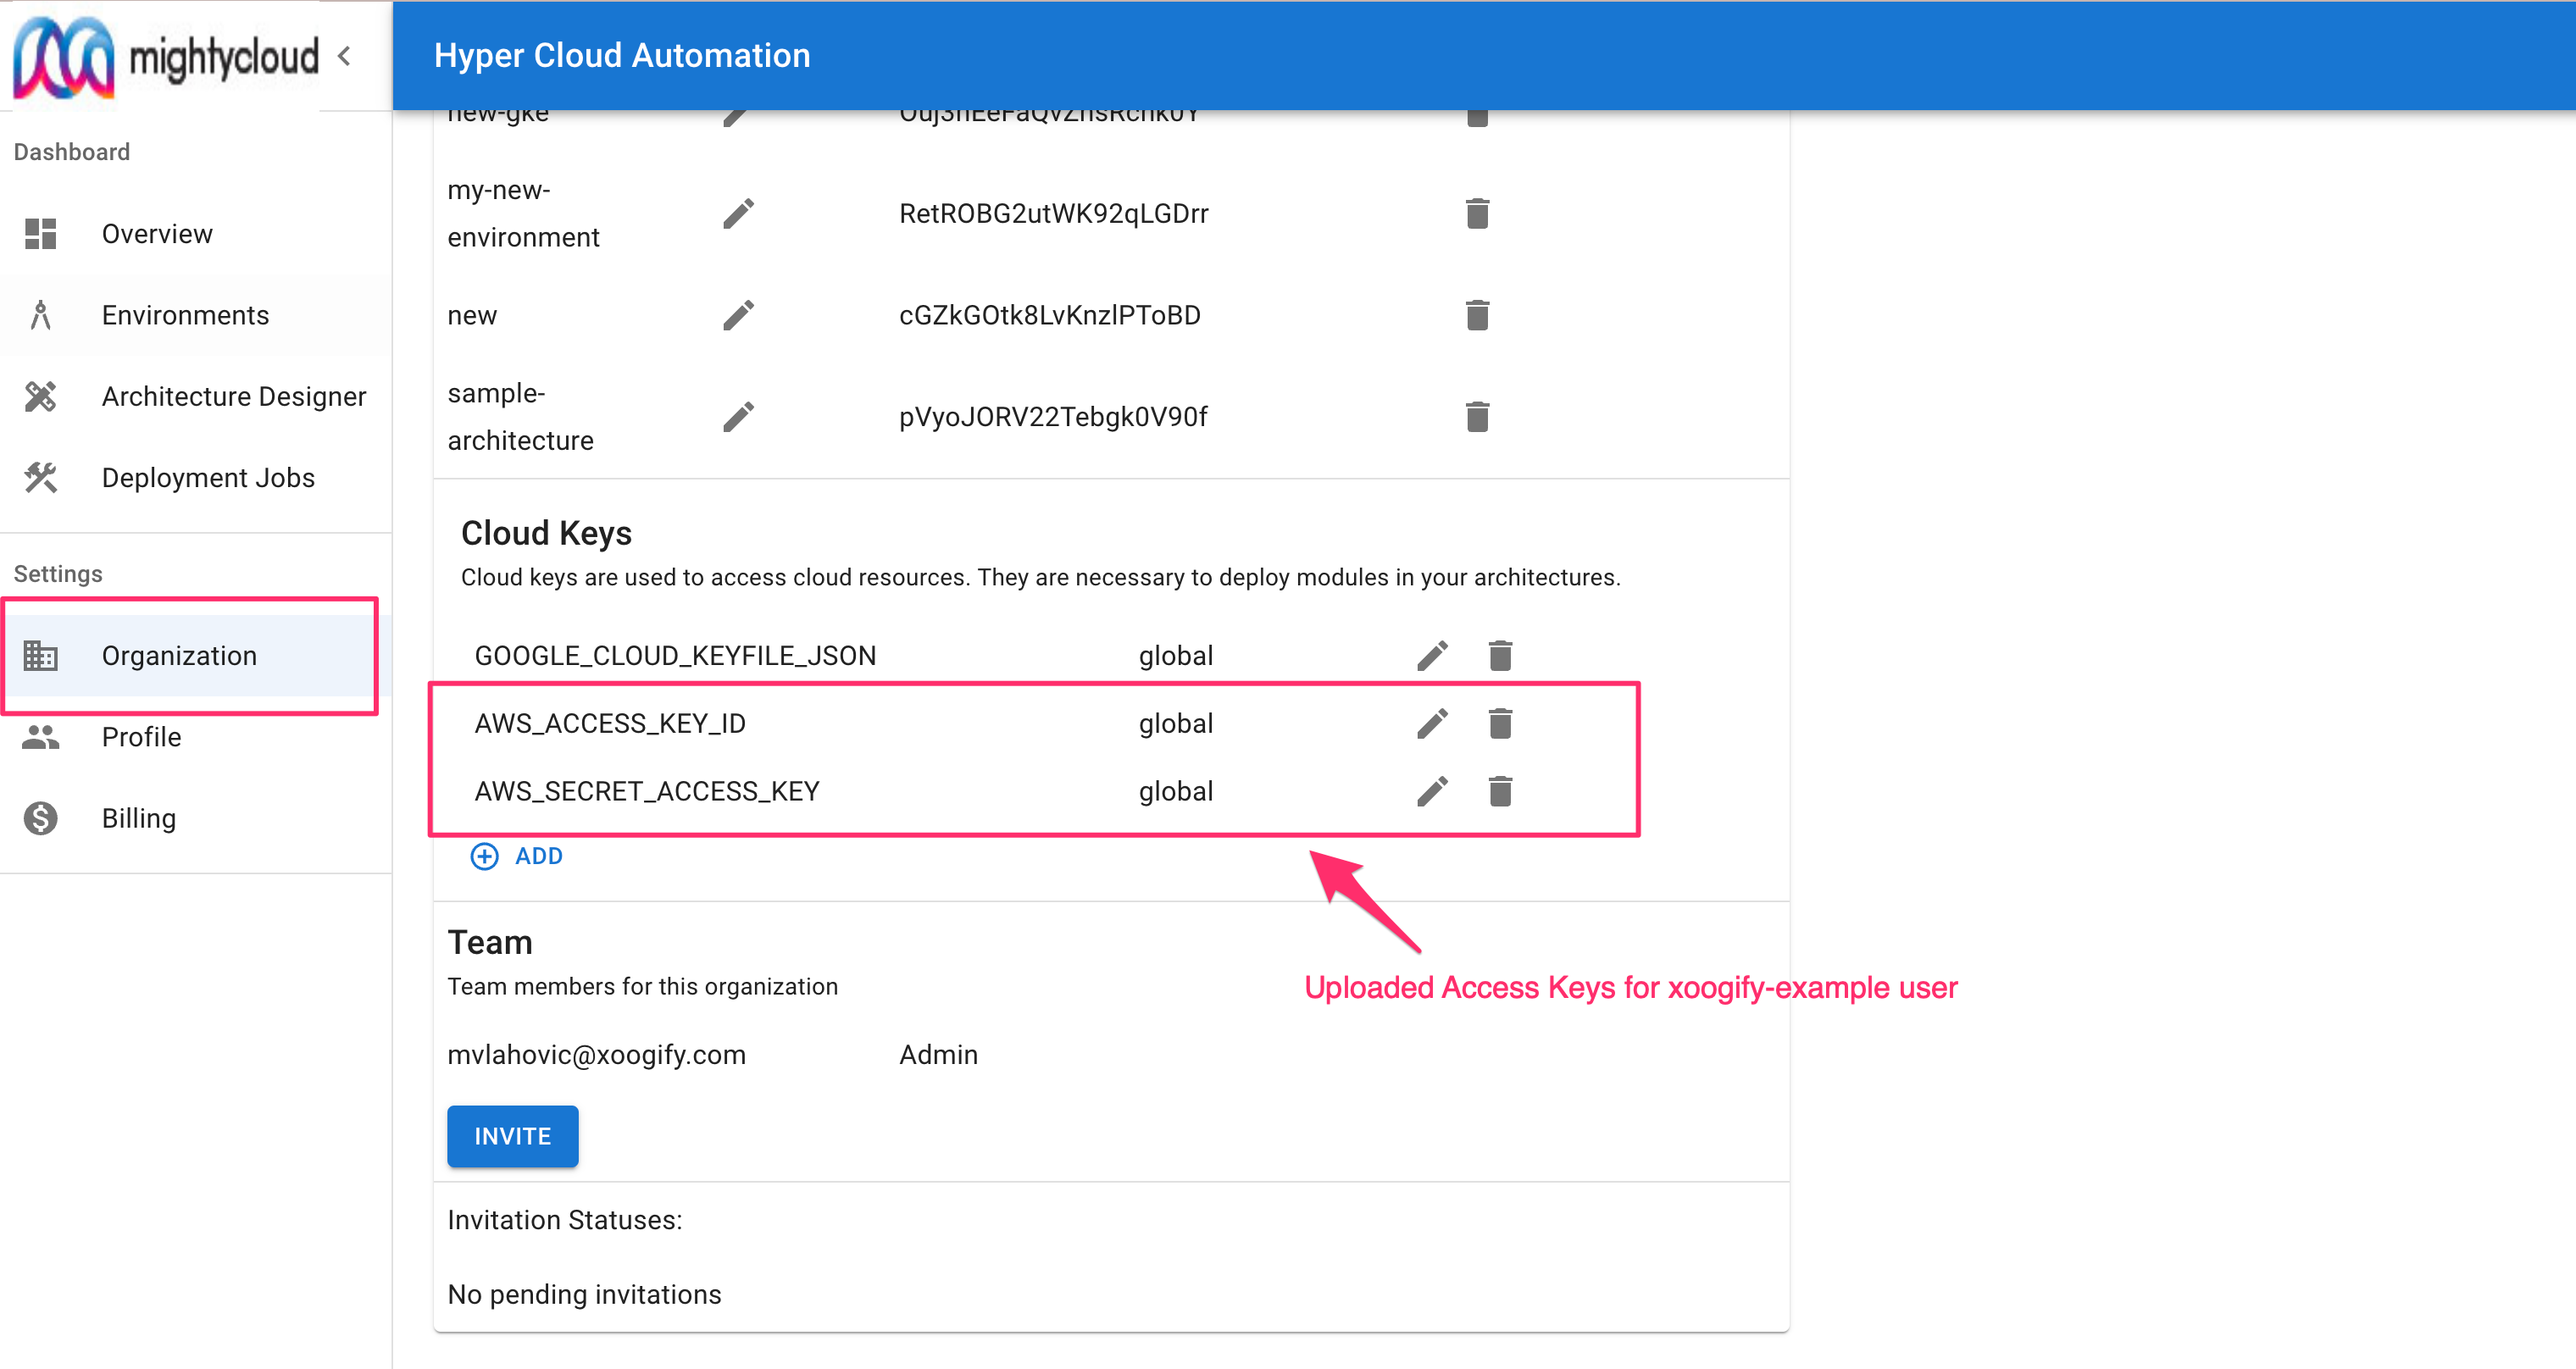 mightycloud
Hyper Cloud Automation
Dashboard
Overview
Environments
Architecture Designer
Deployment Jobs
Settings
Organization
Profile
Billing
new-gke
my-new-
environment
RetROBG2utWK92qLGDrr
new
cGZkGOtk8LvKnzlPToBD
sample-
architecture
pVyoJORV22Tebgk0V90f
Cloud Keys
Cloud keys are used to access cloud resources. They are necessary to deploy modules in your architectures.
GOOGLE_CLOUD_KEYFILE_JSON global
AWS_ACCESS_KEY_ID global
AWS_SECRET_ACCESS_KEY global
ADD
Uploaded Access Keys for xoogify-example user
Team
Team members for this organization
mvlahovic@xoogify.com Admin
INVITE
Invitation Statuses:
No pending invitations